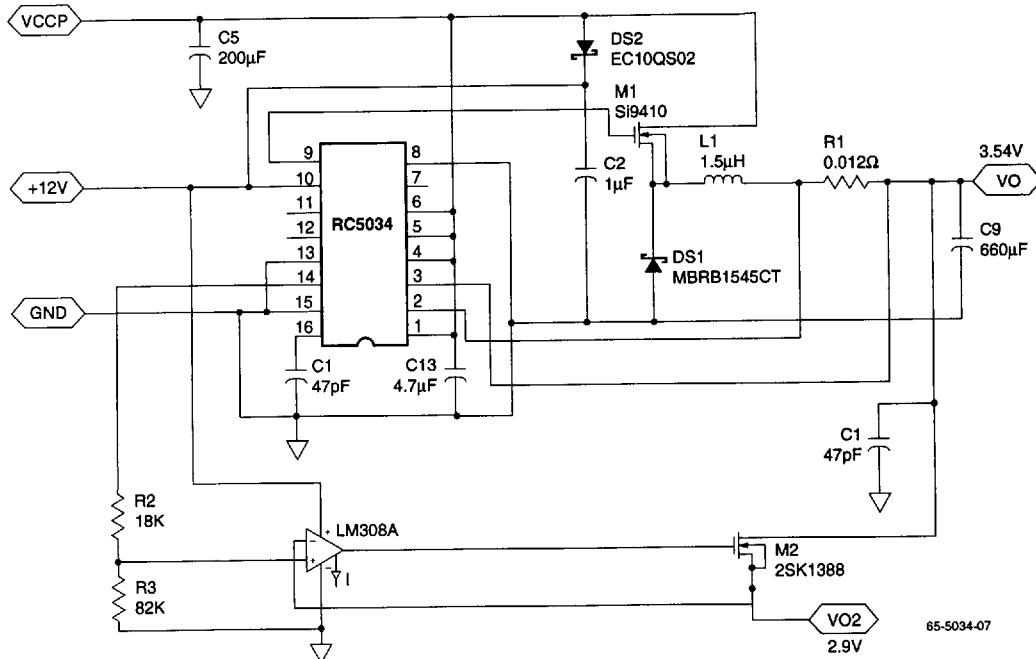 VCCP
C5
200µF
DS2
EC10QS02
M1
Si9410
L1
1.5µH
R1
0.012Ω
3.54V
VO
C2
1µF
C9
660µF
+12V
GND
9
10
11
12
13
14
15
16
RC5034
8
7
6
5
4
3
2
1
DS1
MBRB1545CT
C1
47pF
C13
4.7µF
C1
47pF
R2
18K
R3
82K
+
LM308A
−
+
−
I
M2
2SK1388
VO2
2.9V
65-5034-07